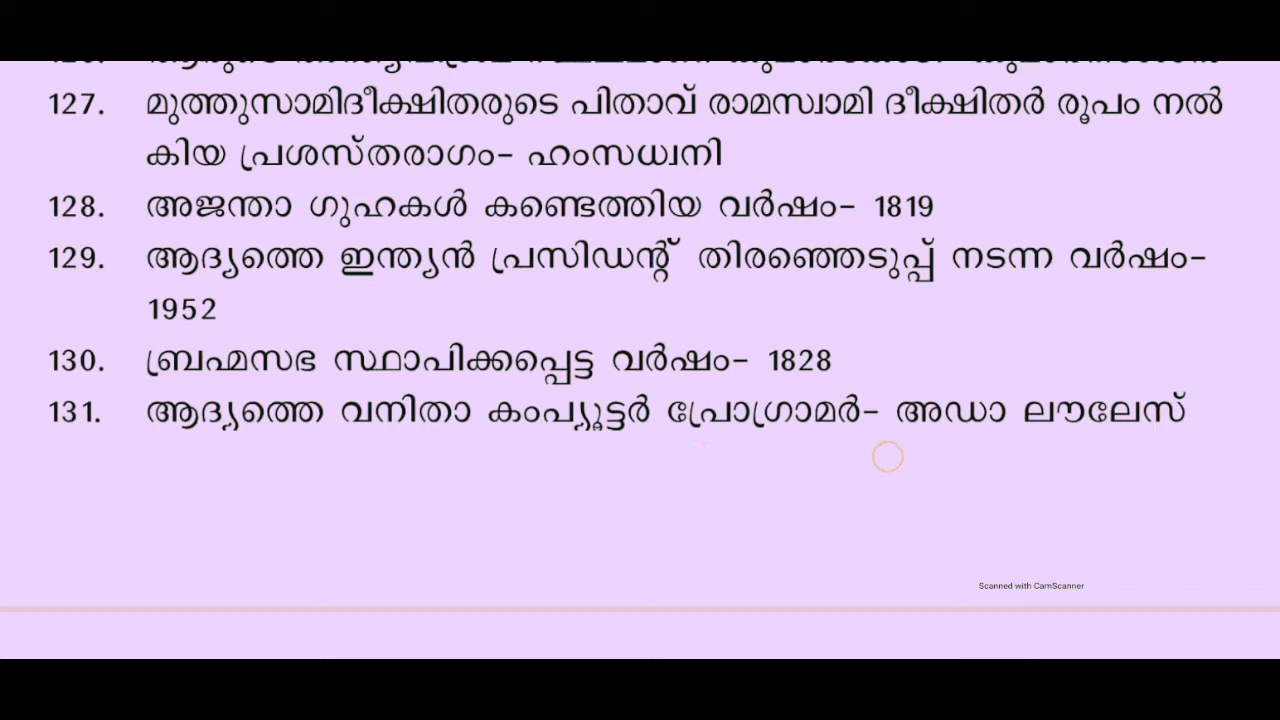 127. മുത്തുസാമിദീക്ഷിതരുടെ പിതാവ് രാമസ്വാമി ദീക്ഷിതർ രൂപം നൽ
കിയ പ്രശസ്തരാഗം- ഹംസധ്വനി
128. അജന്താ ഗുഹകൾ കണ്ടെത്തിയ വർഷം- 1819
129. ആദ്യത്തെ ഇന്ത്യൻ പ്രസിഡന്റ് തിരഞ്ഞെടുപ്പ് നടന്ന വർഷം-
1952
130. ബ്രഹ്മസഭ സ്ഥാപിക്കപ്പെട്ട വർഷം- 1828
131. ആദ്യത്തെ വനിതാ കംപ്യൂട്ടർ പ്രോഗ്രാമർ- അഡാ ലൗലേസ്
Scanned with CamScanner